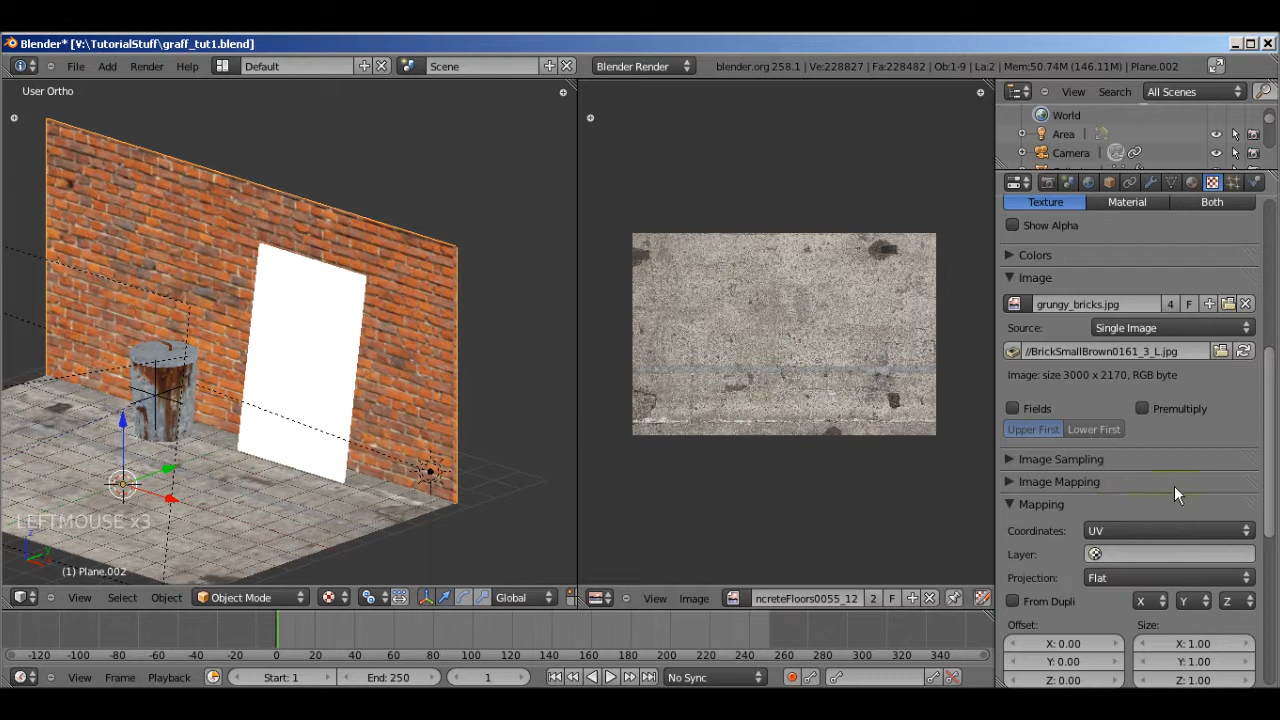 Blender* [V:\TutorialStuff\graff_tut1.blend]
File Add Render Help Default Scene Blender Render blender.org 258.1 | Ve:228827 | Fa:228482 | Ob:1-9 | La:2 | Mem:50.74M (146.11M) | Plane.002
User Ortho
View Search All Scenes
World
Area
Camera
Texture Material Both
Show Alpha
Colors
Image
grungy_bricks.jpg 4 F
Source: Single Image
//BrickSmallBrown0161_3_L.jpg
Image: size 3000 x 2170, RGB byte
Fields Premultiply
Upper First Lower First
Image Sampling
Image Mapping
Mapping
Coordinates: UV
Layer:
Projection: Flat
From Dupli X Y Z
Offset: Size:
X: 0.00 X: 1.00
Y: 0.00 Y: 1.00
Z: 0.00 Z: 1.00
LEFTMOUSE x3
(1) Plane.002
View Select Object Object Mode Global
View Image ncreteFloors0055_12 2 F
-120 -100 -80 -60 -40 -20 0 20 40 60 80 100 120 140 160 180 200 220 240 260 280 300 320 340
View Frame Playback Start: 1 End: 250 1 No Sync